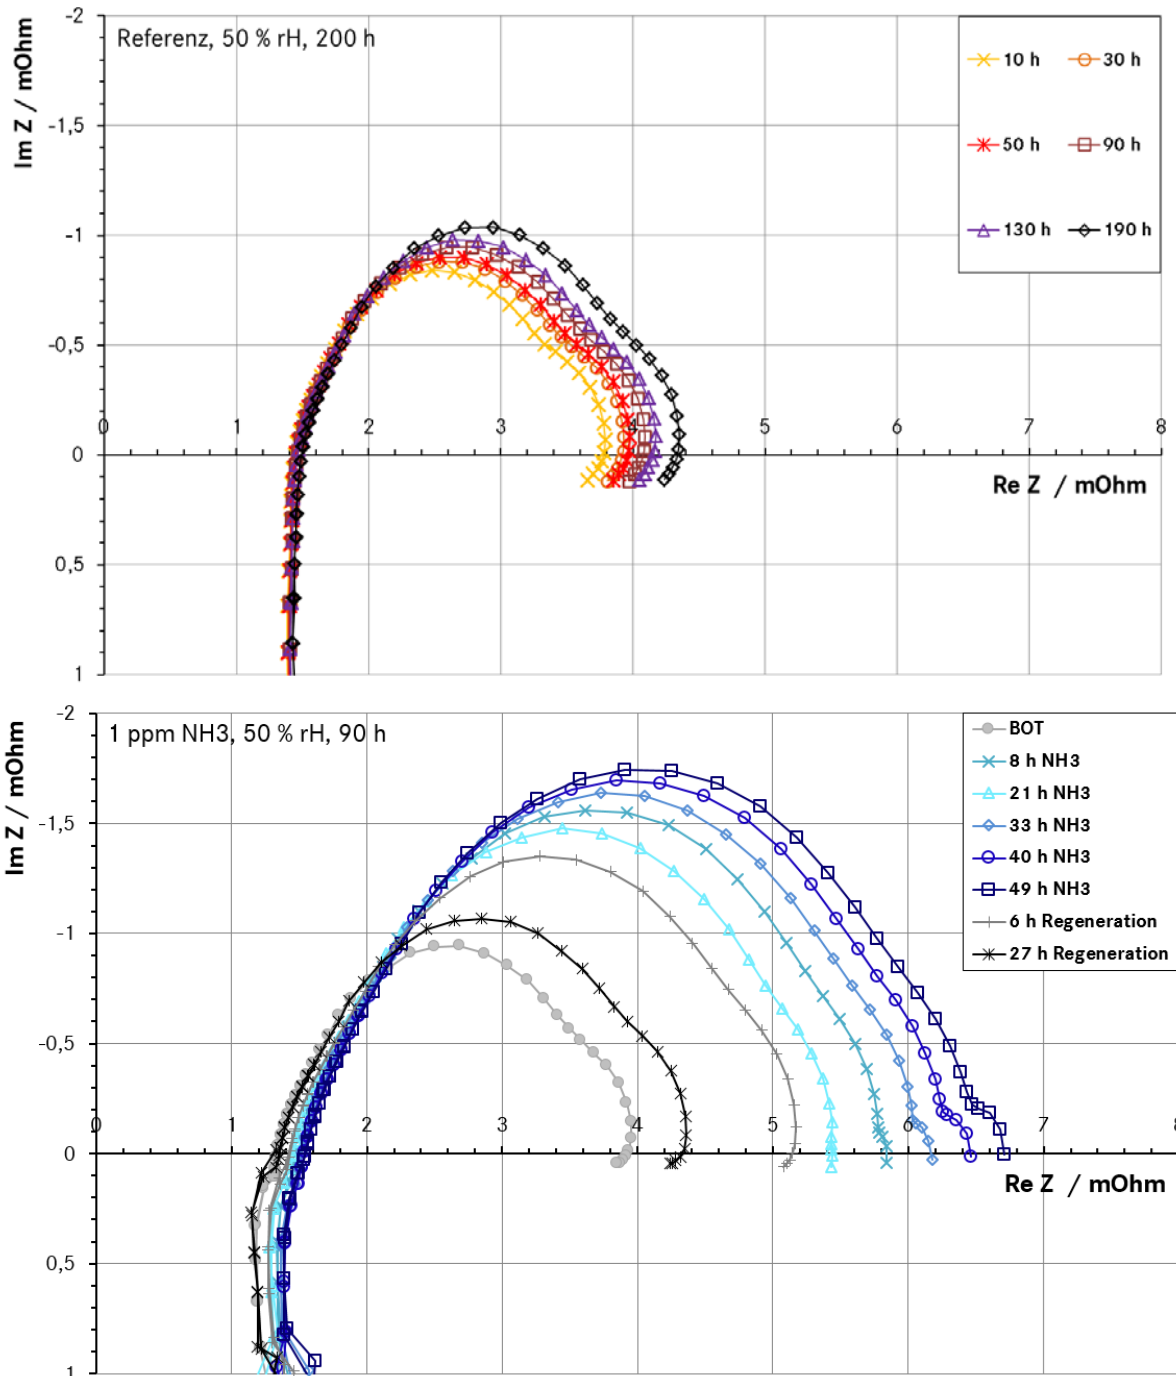 -2
Referenz, 50 % rH, 200 h
Im Z / mOhm
10 h
30 h
-1,5
50 h
90 h
-1
130 h
190 h
-0,5
0
1
2
3
4
5
6
7
8
0
Re Z / mOhm
0,5
1
-2
1 ppm NH3, 50 % rH, 90 h
Im Z / mOhm
BOT
8 h NH3
21 h NH3
-1,5
33 h NH3
40 h NH3
49 h NH3
6 h Regeneration
-1
27 h Regeneration
-0,5
0
1
2
3
4
5
6
7
8
0
Re Z / mOhm
0,5
1